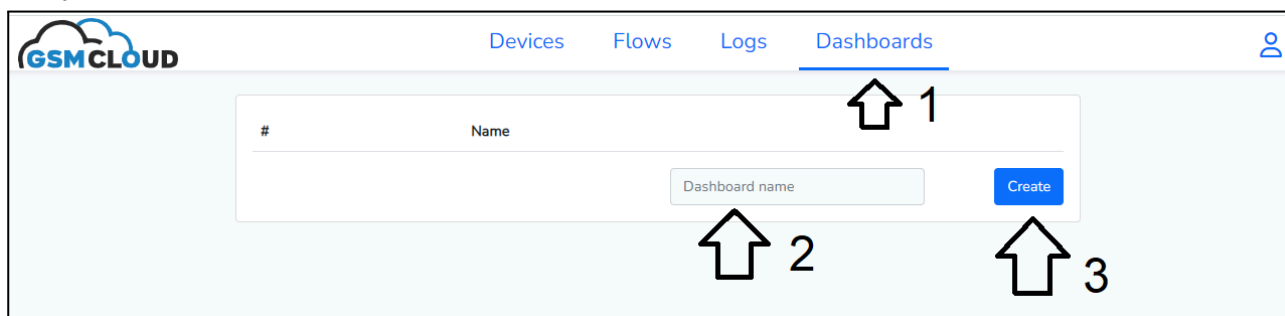 GSMCLOUD Devices Flows Logs Dashboards
1
# Name
Dashboard name Create
2
3